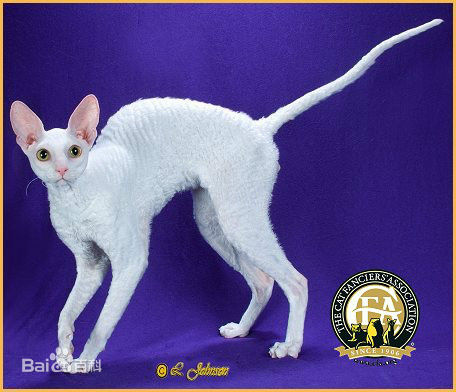 THE CAT FANCIERS' ASSOCIATION
CFA
SINCE 1906
Bai百科
© L Johnson